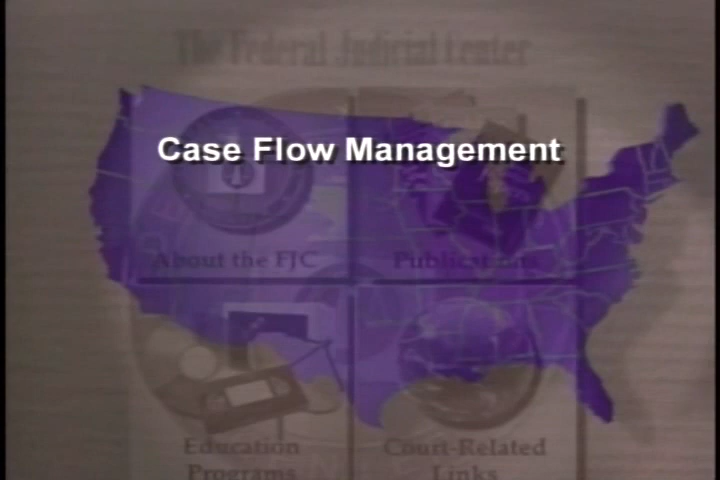 The Federal Judicial Center
Case Flow Management
About the FJC
Publications
Education
Programs
Court-Related
Links